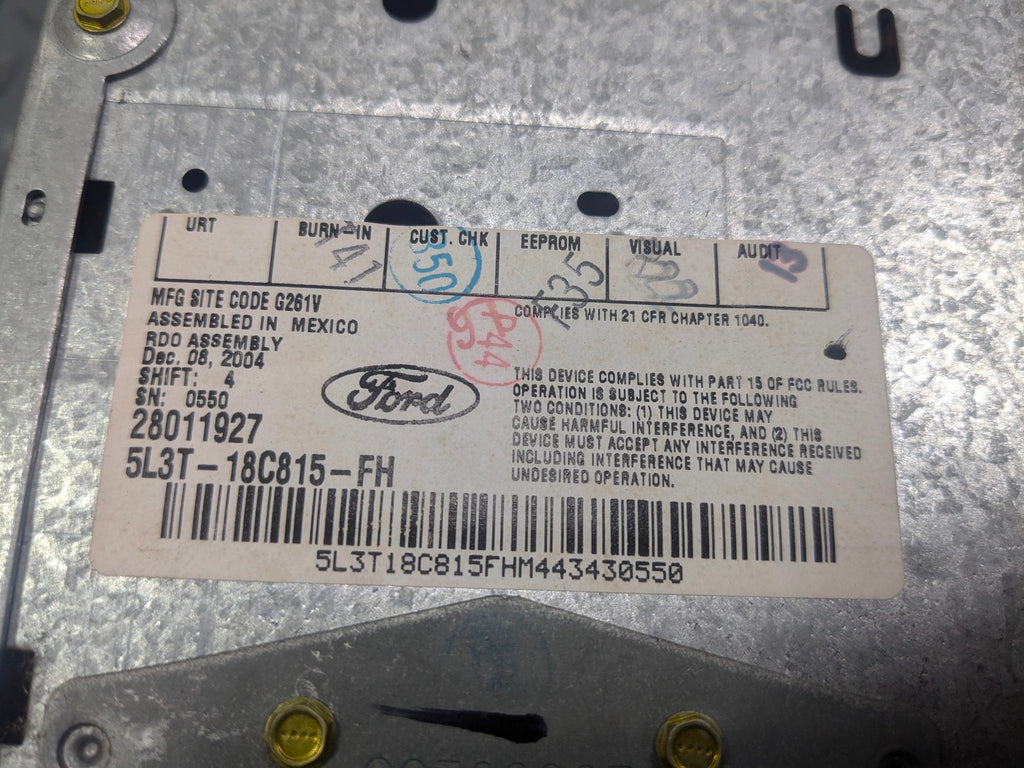 URT BURN-IN CUST. CHK EEPROM VISUAL AUDIT
141 350 1535 13
MFG SITE CODE G261V
ASSEMBLED IN MEXICO
RDO ASSEMBLY
Dec. 08, 2004
SHIFT: 4
SN: 0550
28011927
5L3T-18C815-FH
P44
65
Ford
COMPLIES WITH 21 CFR CHAPTER 1040.
THIS DEVICE COMPLIES WITH PART 15 OF FCC RULES.
OPERATION IS SUBJECT TO THE FOLLOWING
TWO CONDITIONS: (1) THIS DEVICE MAY
CAUSE HARMFUL INTERFERENCE, AND (2) THIS
DEVICE MUST ACCEPT ANY INTERFERENCE RECEIVED
INCLUDING INTERFERENCE THAT MAY CAUSE
UNDESIRED OPERATION.
5L3T18C815FHM443430550